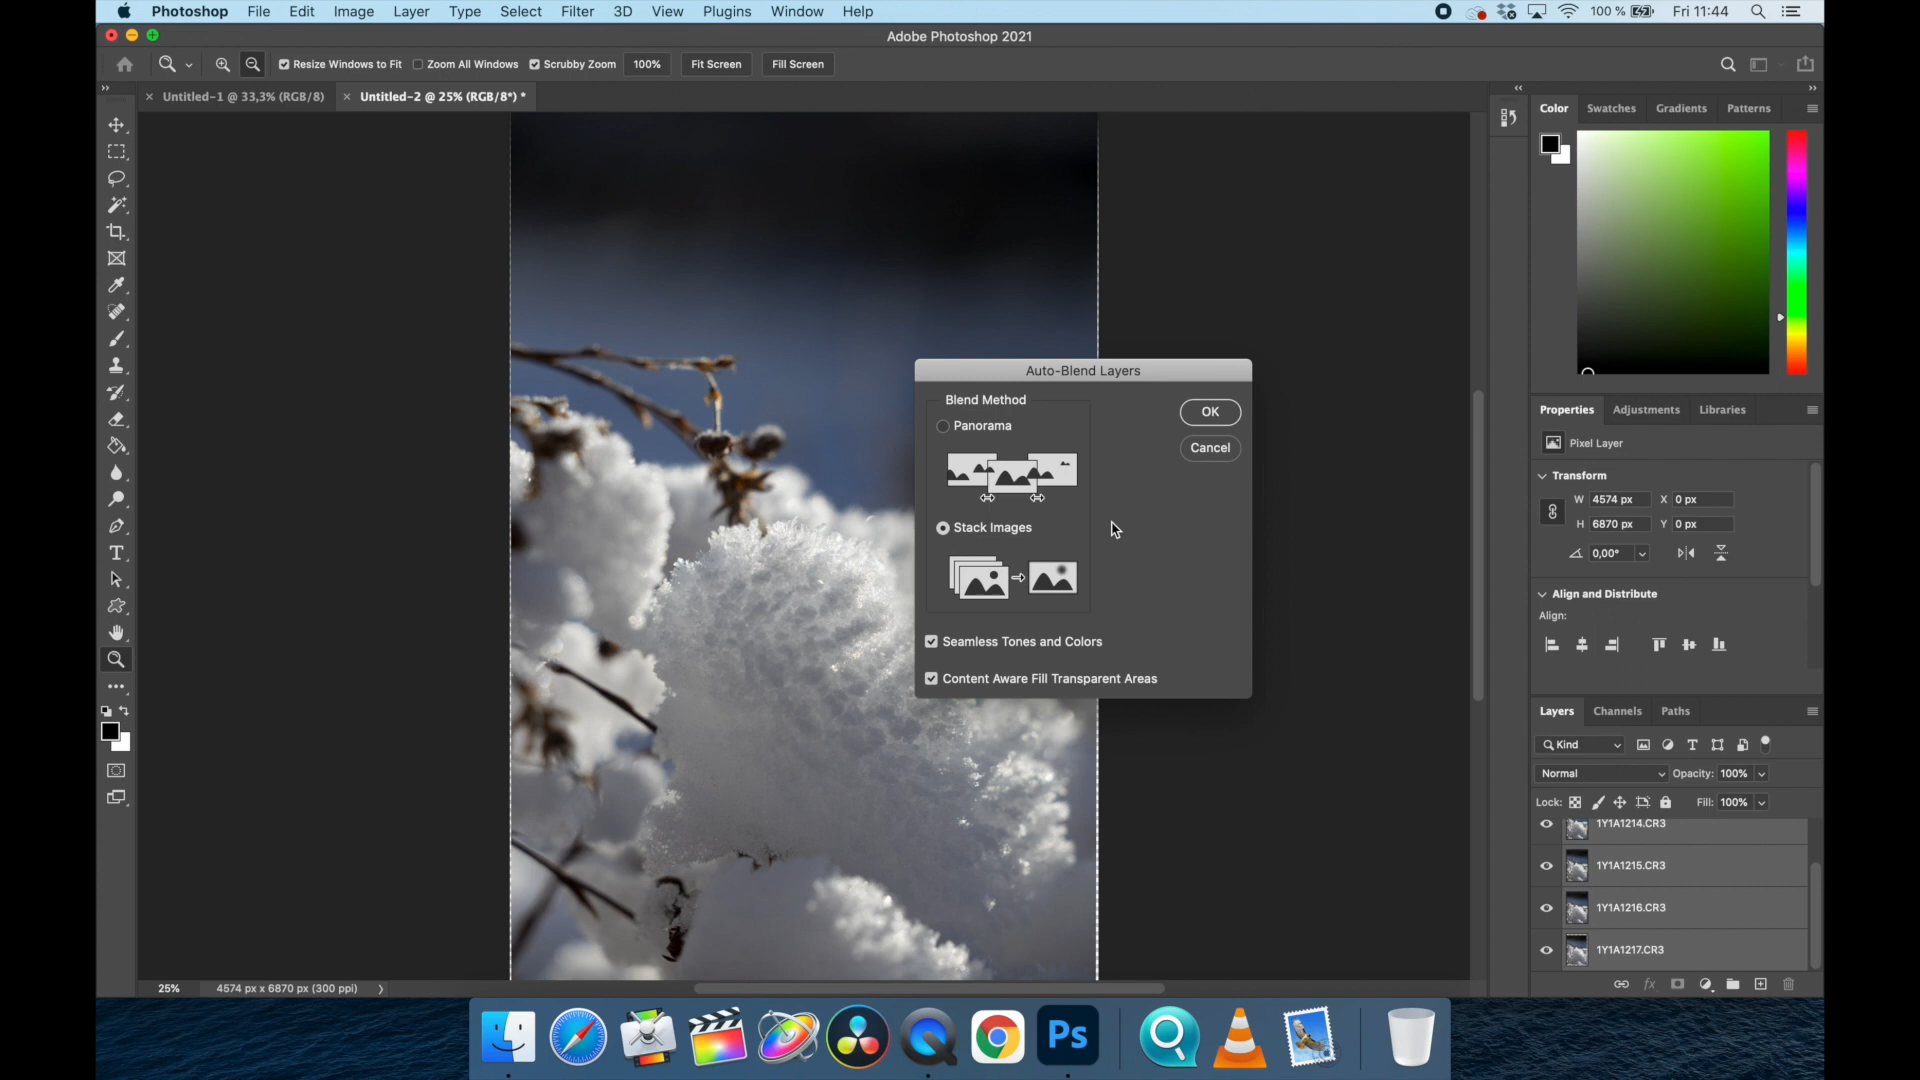 Photoshop File Edit Image Layer Type Select Filter 3D View Plugins Window Help 100 % Fri 11:44
Adobe Photoshop 2021
Resize Windows to Fit Zoom All Windows Scrubby Zoom 100% Fit Screen Fill Screen
Untitled-1 @ 33,3% (RGB/8) Untitled-2 @ 25% (RGB/8*) *
Color Swatches Gradients Patterns
Auto-Blend Layers
Blend Method
Panorama
Stack Images
OK
Cancel
Seamless Tones and Colors
Content Aware Fill Transparent Areas
Properties Adjustments Libraries
Pixel Layer
Transform
W 4574 px X 0 px
H 6870 px Y 0 px
0,00°
Align and Distribute
Align:
Layers Channels Paths
Kind
Normal Opacity: 100%
Lock: Fill: 100%
1Y1A1214.CR3
1Y1A1215.CR3
1Y1A1216.CR3
1Y1A1217.CR3
25% 4574 px x 6870 px (300 ppi)
Ps